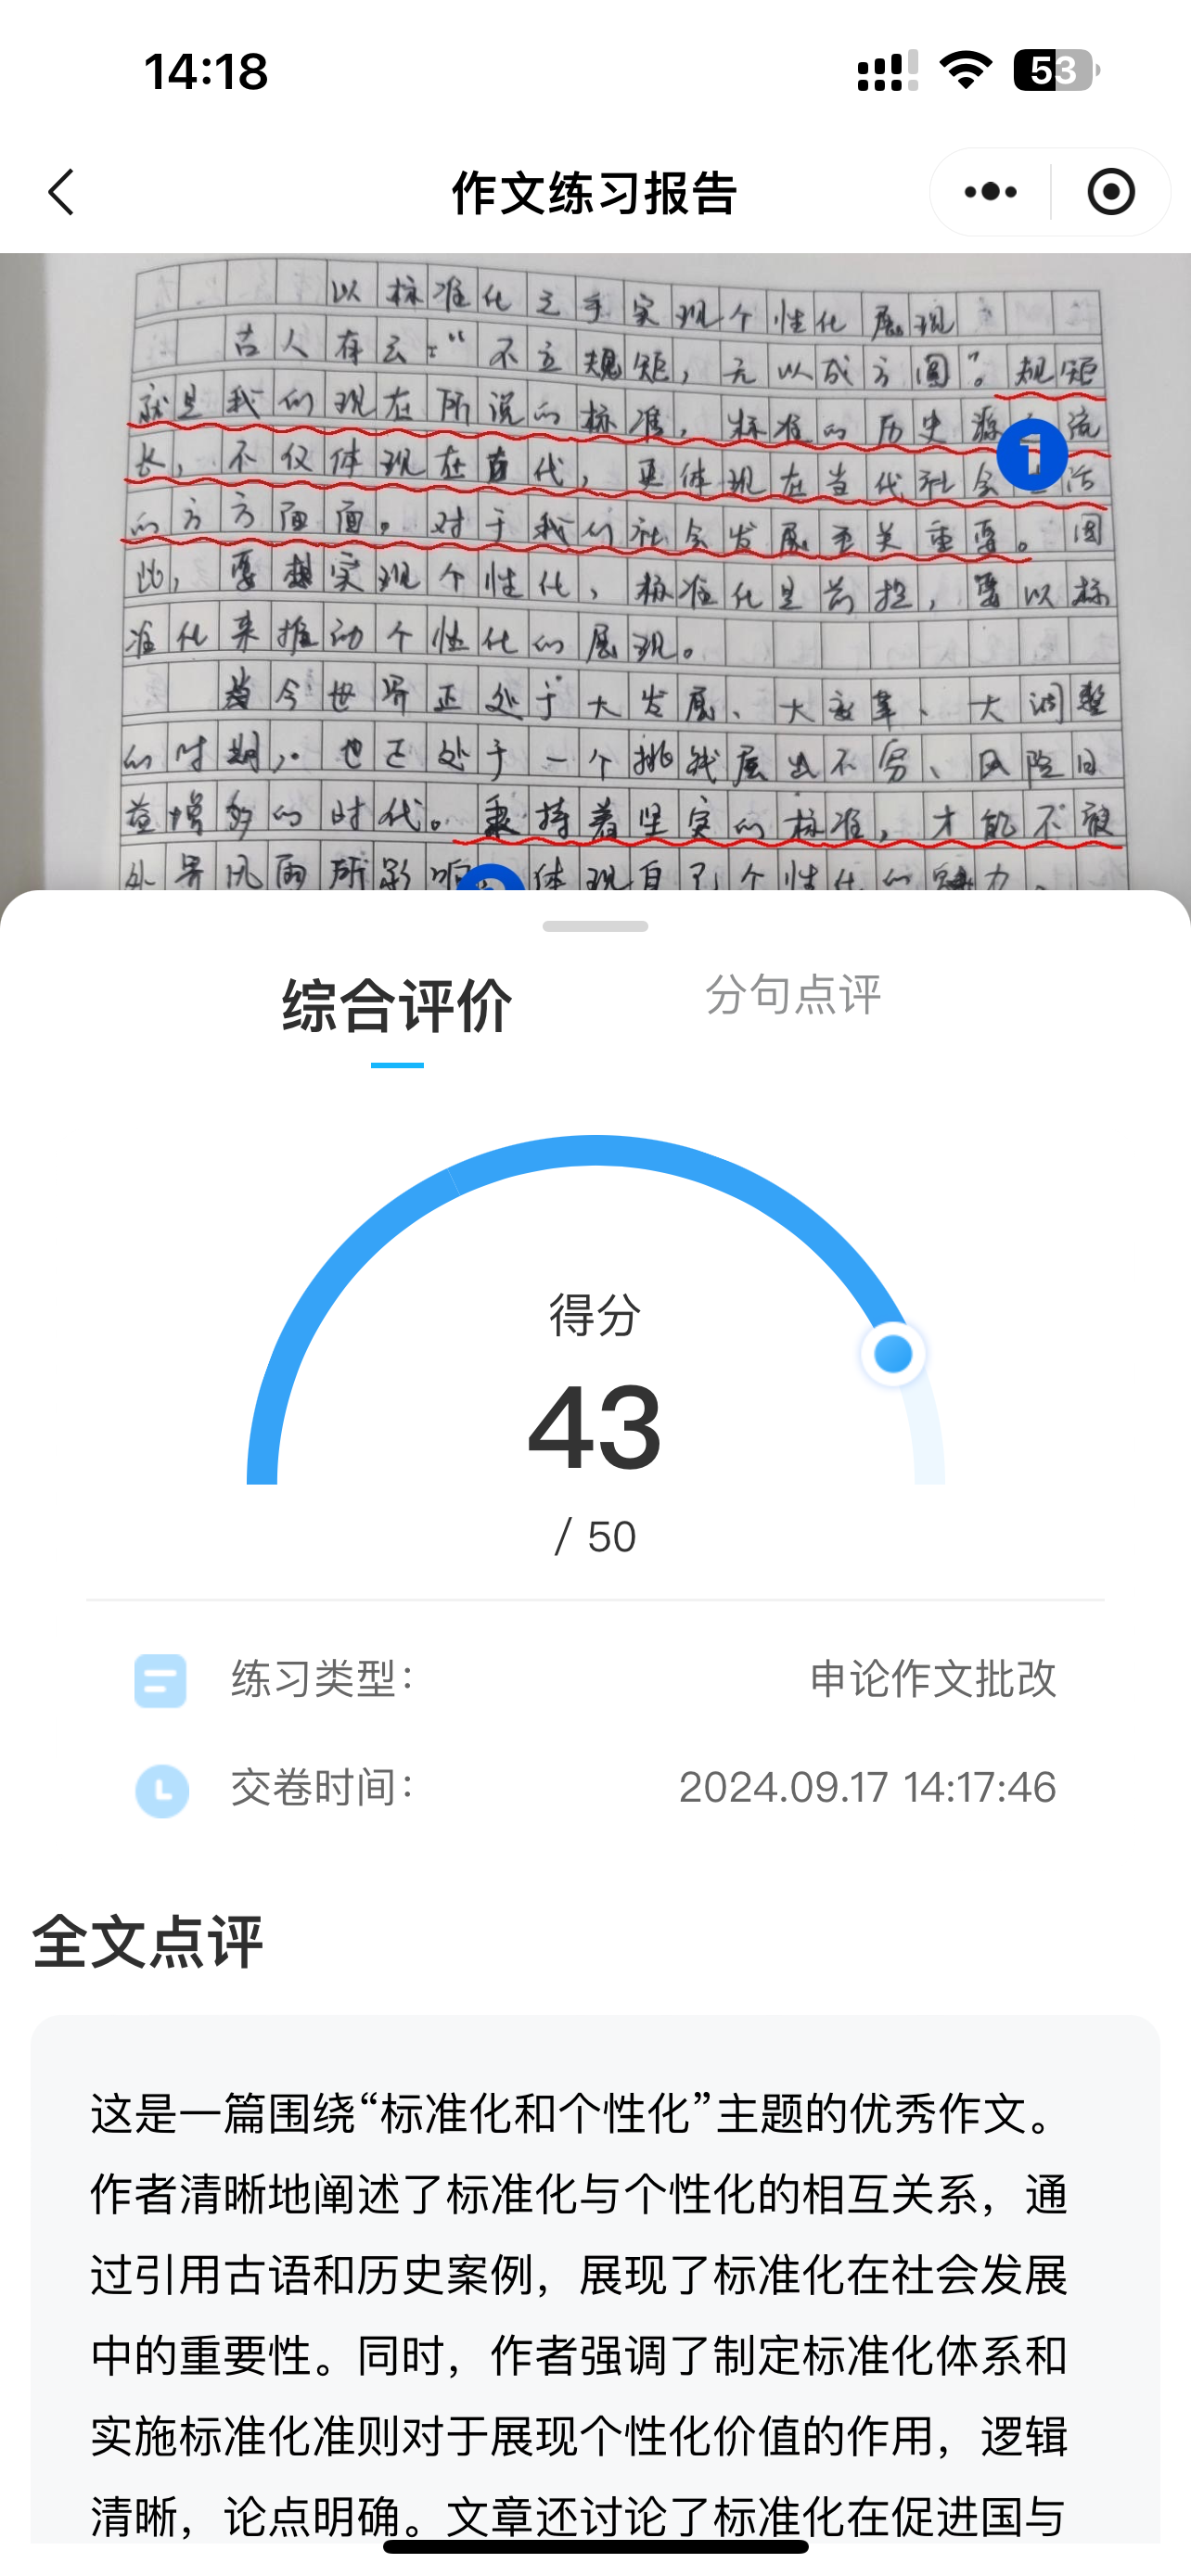 14:18
53
作文练习报告
以标准化之手实现个性化展现
古人有云：“不立规矩，无以成方圆”。规矩
就是我们现在所说的标准，标准的历史源流
长，不仅体现在古代，更体现在当代社会活
的方方面面。对于我们社会发展至关重要。因
此，要想实现个性化，标准化是前提，要以标
准化来推动个性化的展现。
当今世界正处于大发展、大变革、大调整
的时期，也正处于一个挑战层出不穷、风险日
益增多的时代。秉持着坚实的标准，才能不被
外界风雨所影响 体现自己个性化的魅力
1
综合评价
分句点评
得分
43
/ 50
练习类型：
申论作文批改
交卷时间：
2024.09.17 14:17:46
全文点评
这是一篇围绕“标准化和个性化”主题的优秀作文。
作者清晰地阐述了标准化与个性化的相互关系，通
过引用古语和历史案例，展现了标准化在社会发展
中的重要性。同时，作者强调了制定标准化体系和
实施标准化准则对于展现个性化价值的作用，逻辑
清晰，论点明确。文章还讨论了标准化在促进国与